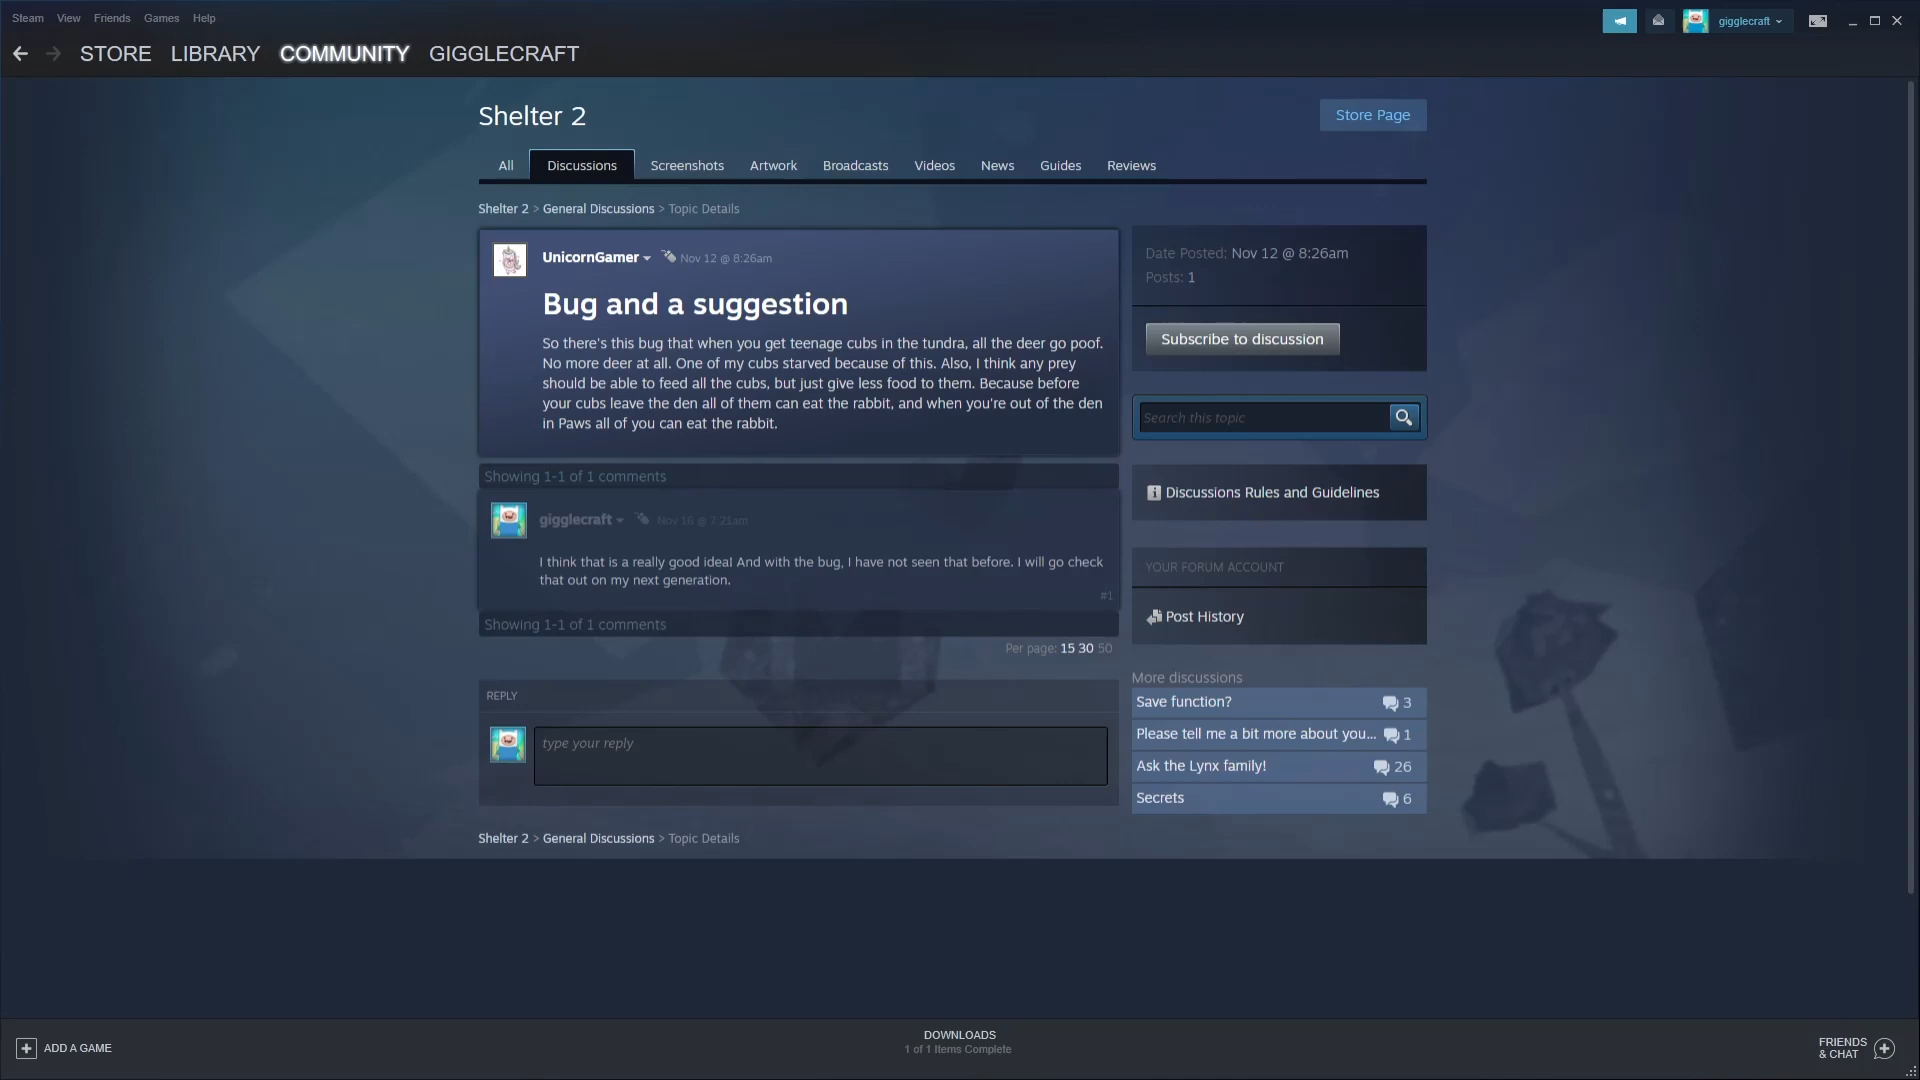 Steam View Friends Games Help
gigglecraft
STORE LIBRARY COMMUNITY GIGGLECRAFT
Shelter 2
Store Page
All Discussions Screenshots Artwork Broadcasts Videos News Guides Reviews
Shelter 2 > General Discussions > Topic Details
UnicornGamer Nov 12 @ 8:26am
Bug and a suggestion
So there's this bug that when you get teenage cubs in the tundra, all the deer go poof.
No more deer at all. One of my cubs starved because of this. Also, I think any prey
should be able to feed all the cubs, but just give less food to them. Because before
your cubs leave the den all of them can eat the rabbit, and when you're out of the den
in Paws all of you can eat the rabbit.
Date Posted: Nov 12 @ 8:26am
Posts: 1
Subscribe to discussion
Search this topic
Showing 1-1 of 1 comments
gigglecraft Nov 16 @ 7:21am
I think that is a really good idea! And with the bug, I have not seen that before. I will go check
that out on my next generation.
#1
Showing 1-1 of 1 comments
Per page: 15 30 50
Discussions Rules and Guidelines
YOUR FORUM ACCOUNT
Post History
REPLY
type your reply
More discussions
Save function? 3
Please tell me a bit more about you... 1
Ask the Lynx family! 26
Secrets 6
Shelter 2 > General Discussions > Topic Details
ADD A GAME
DOWNLOADS
1 of 1 Items Complete
FRIENDS
& CHAT